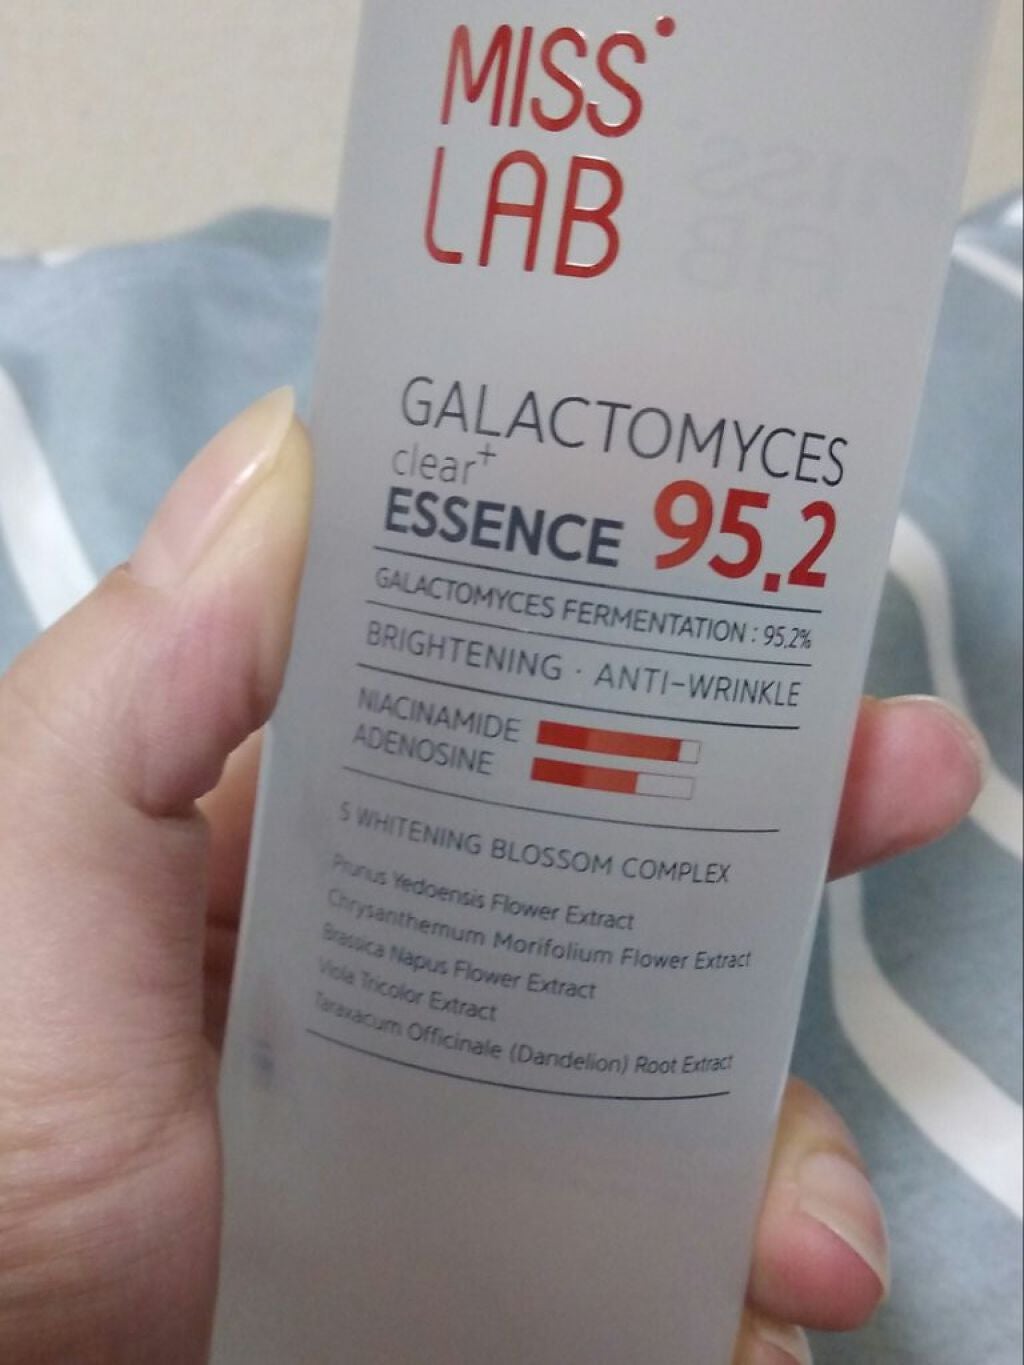 MISS
LAB
GALACTOMYCES
clear+
ESSENCE 95.2
GALACTOMYCES FERMENTATION : 95.2%
BRIGHTENING · ANTI-WRINKLE
NIACINAMIDE
ADENOSINE
5 WHITENING BLOSSOM COMPLEX
Prunus Yedoensis Flower Extract
Chrysanthemum Morifolium Flower Extract
Brassica Napus Flower Extract
Viola Tricolor Extract
Taraxacum Officinale (Dandelion) Root Extract